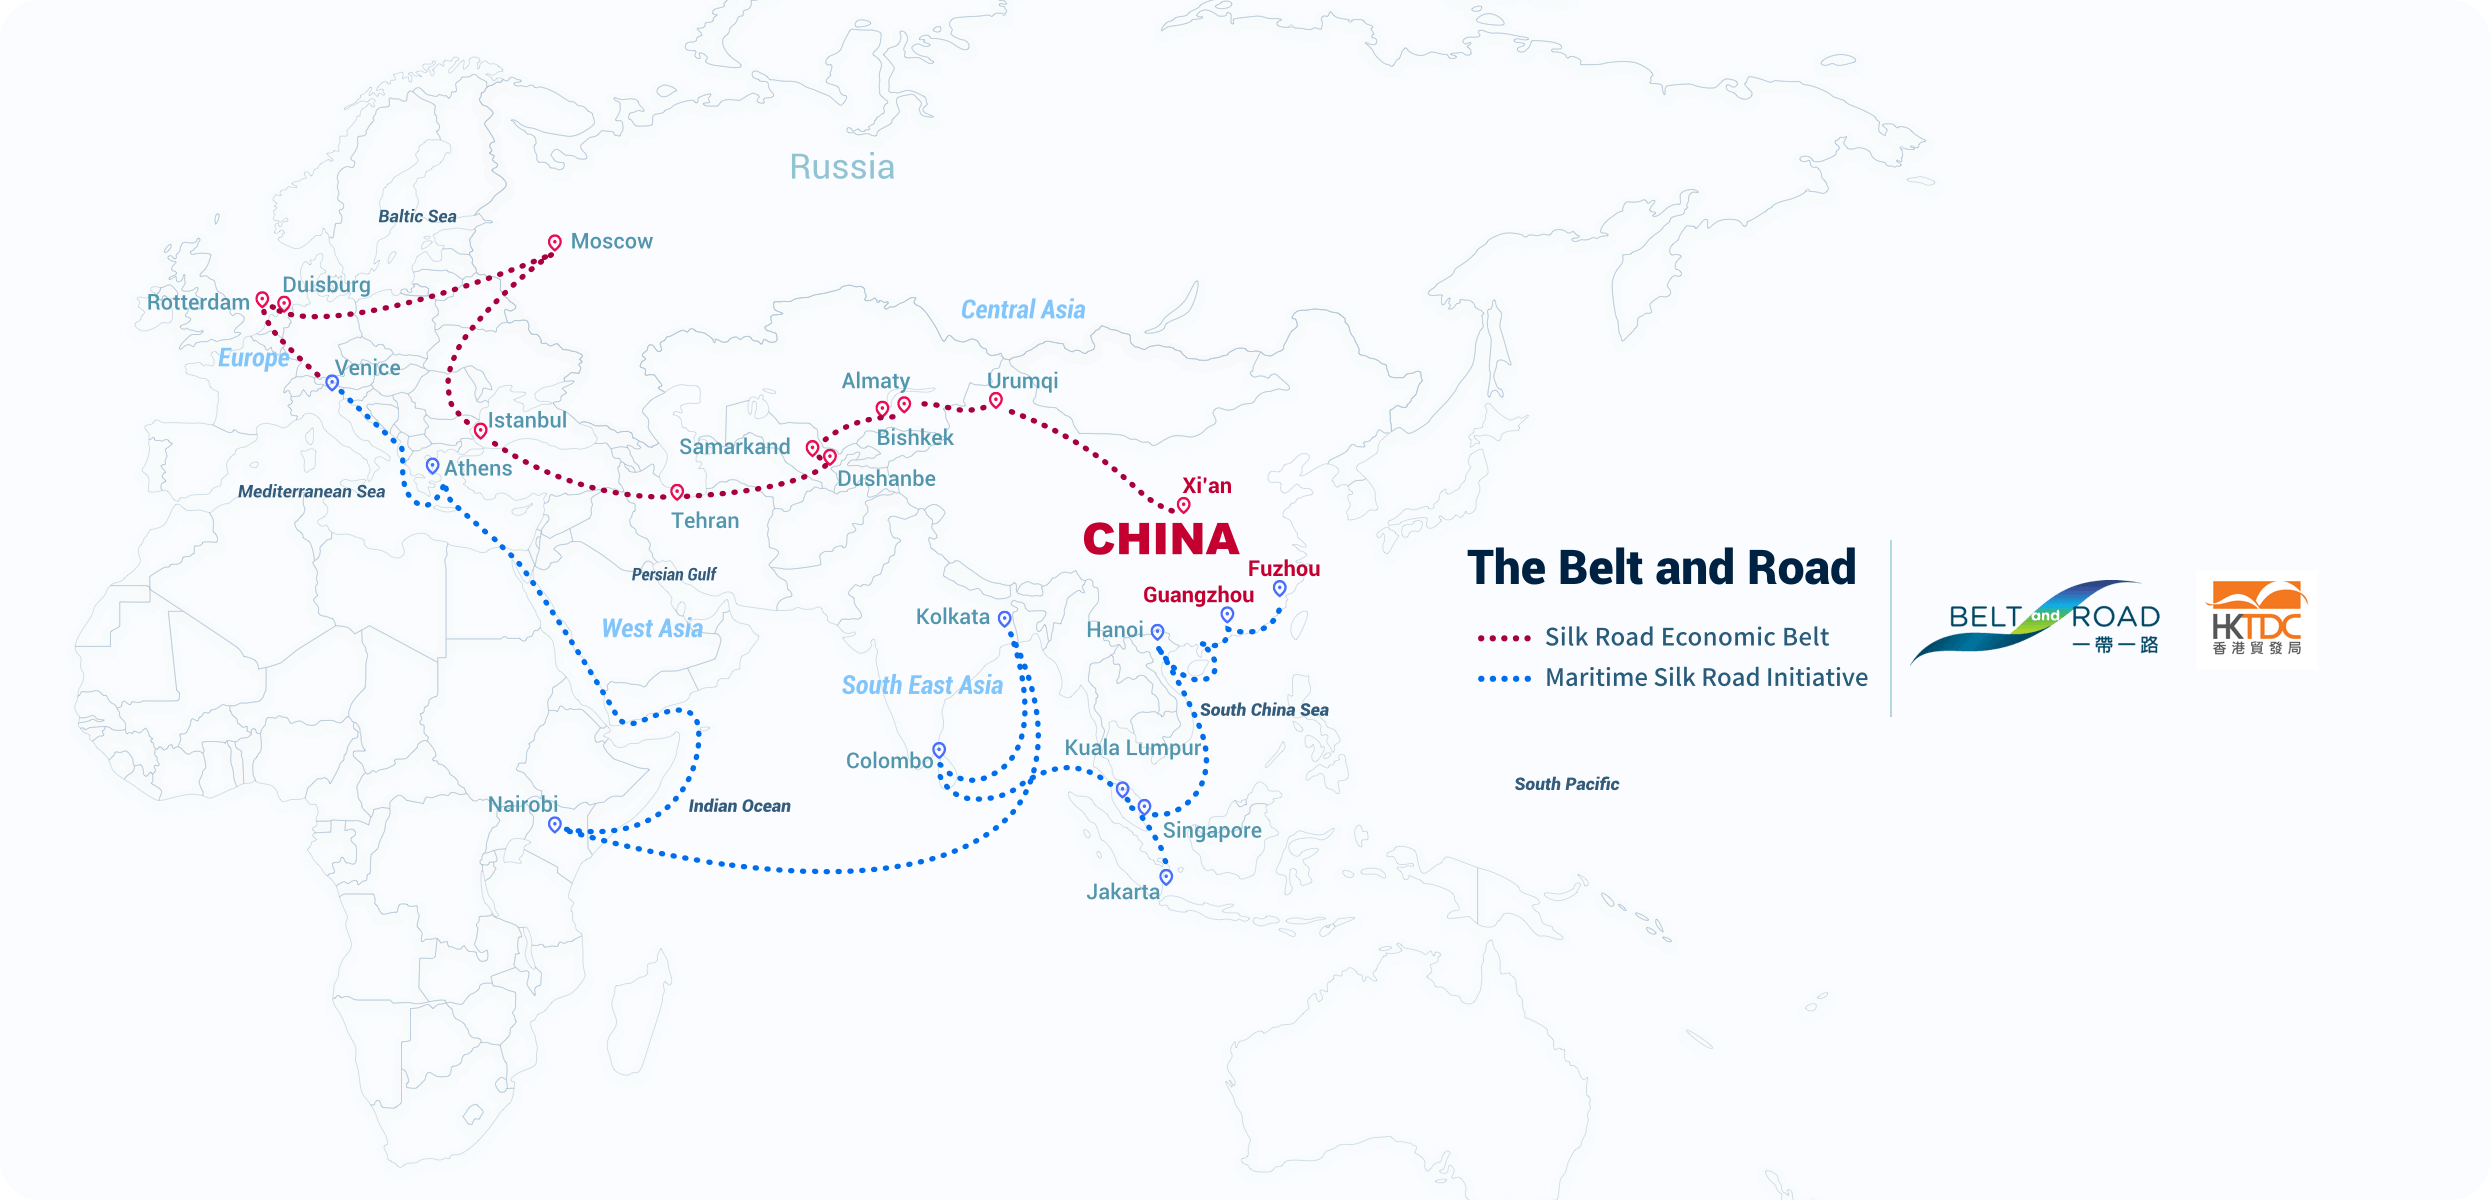 Russia
Baltic Sea
Moscow
Duisburg
Rotterdam
Central Asia
Europe
Venice
Almaty
Urumqi
Istanbul
Bishkek
Samarkand
Athens
Dushanbe
Mediterranean Sea
Xi'an
Tehran
CHINA
Persian Gulf
Fuzhou
Guangzhou
Kolkata
Hanoi
West Asia
South East Asia
South China Sea
Kuala Lumpur
Colombo
South Pacific
Nairobi
Indian Ocean
Singapore
Jakarta
The Belt and Road
Silk Road Economic Belt
Maritime Silk Road Initiative
BELT and ROAD
一帶一路
HKTDC
香港貿發局